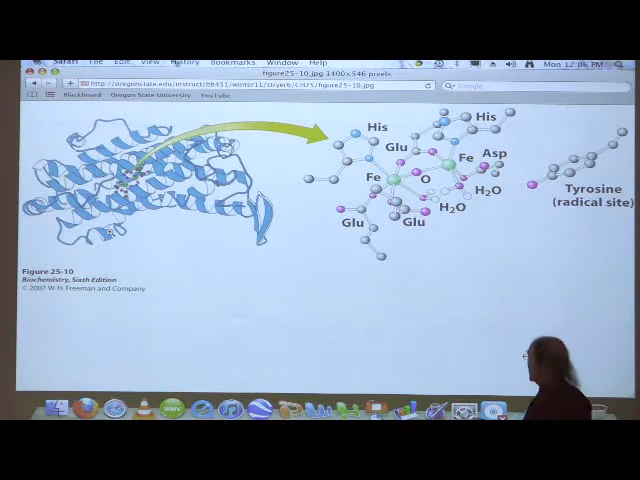 Safari File Edit View History Bookmarks Window Help
Mon 12:06 PM
figure25-10.jpg 1400×546 pixels
http://oregonstate.edu/instruct/bb451/winter11/stryerb/CH25/figure25-10.jpg
Google
Blackboard Oregon State University YouTube
His
His
Glu
Fe
Asp
Fe
O
H2O
H2O
Glu
Glu
Tyrosine
(radical site)
Figure 25-10
Biochemistry, Sixth Edition
© 2007 W. H. Freeman and Company
WMV